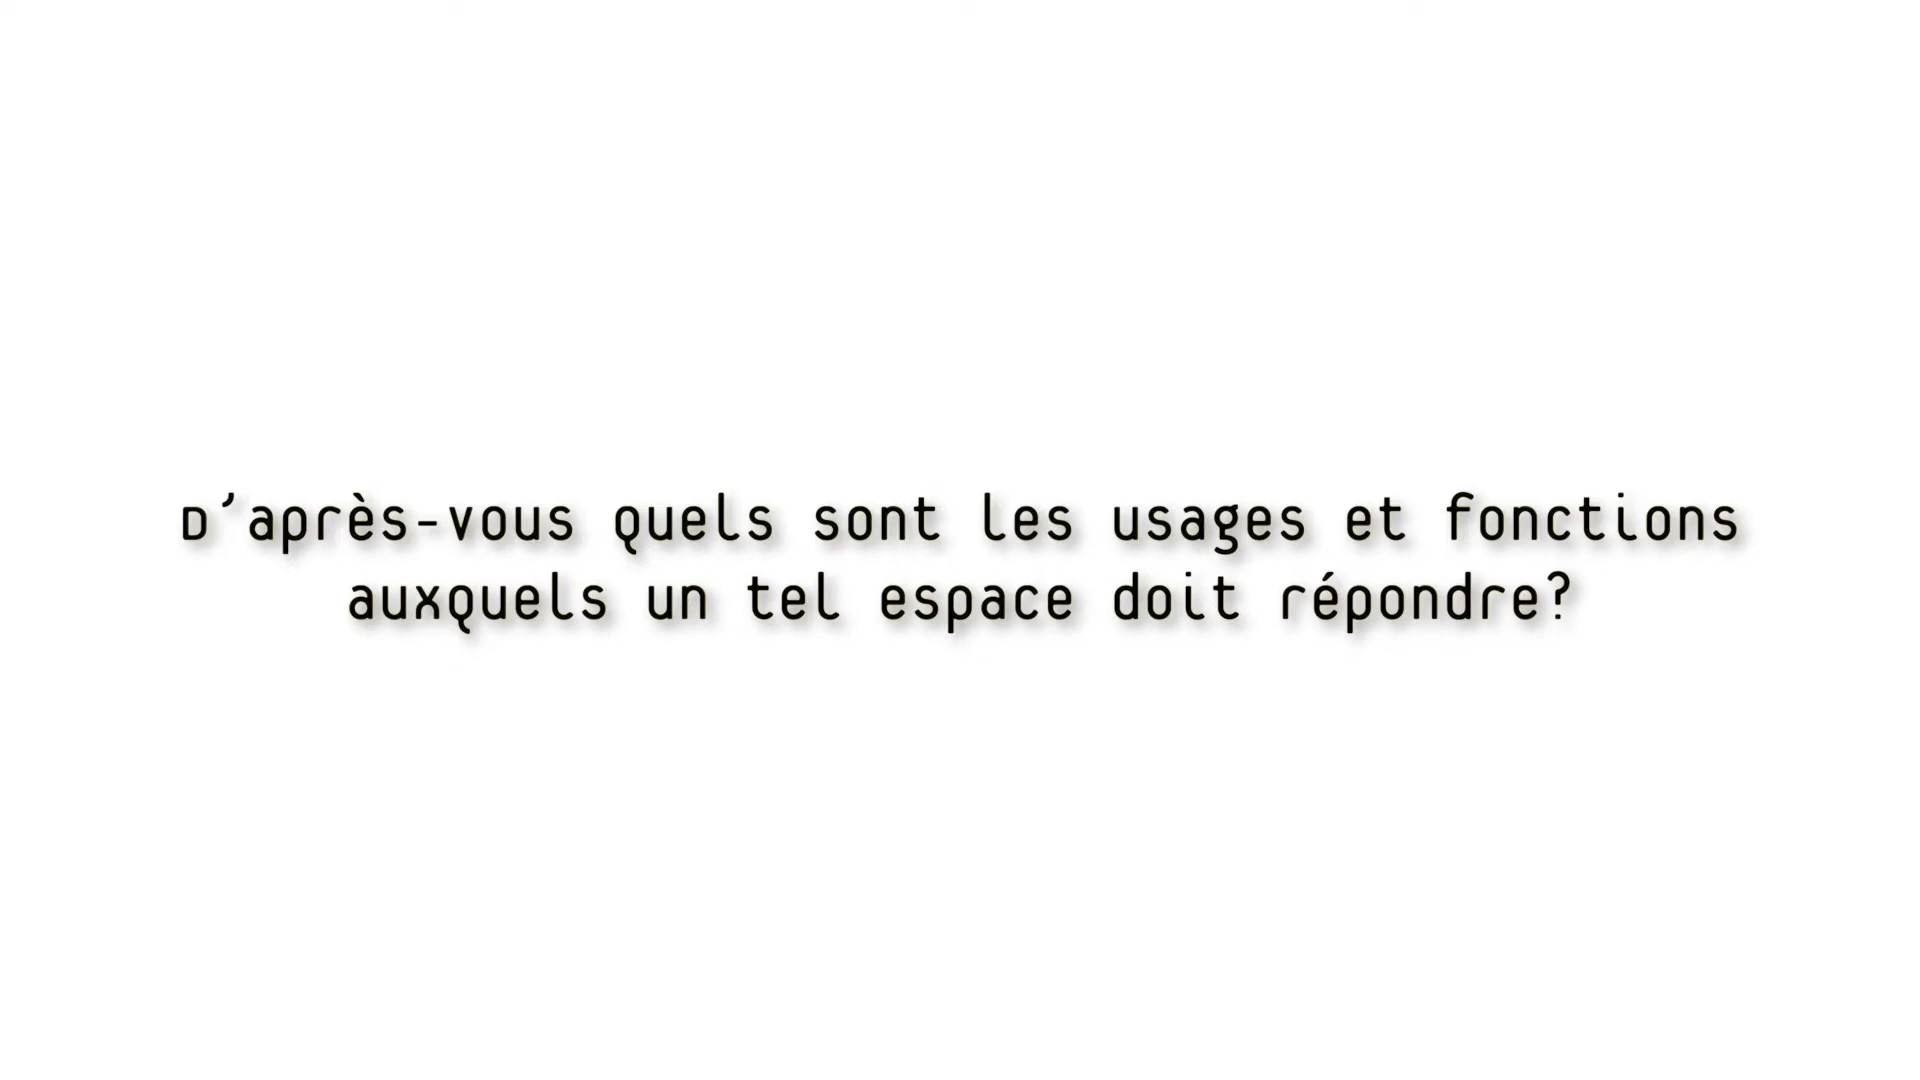 D'après-vous quels sont les usages et fonctions
auxquels un tel espace doit répondre?